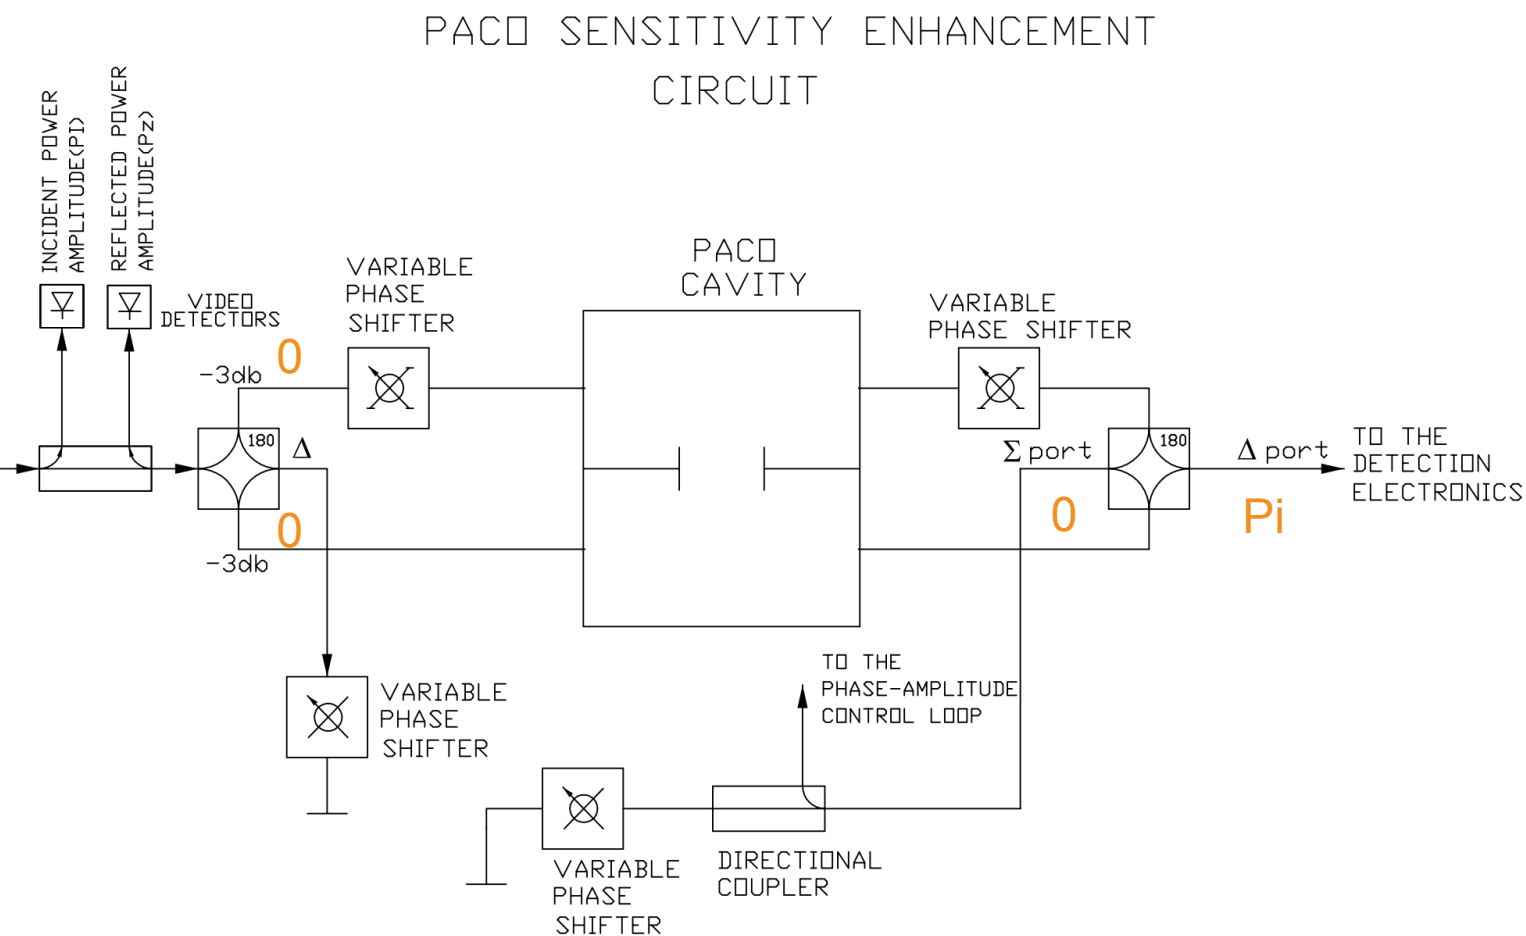 PACO SENSITIVITY ENHANCEMENT
CIRCUIT
INCIDENT POWER
AMPLITUDE(PI)
REFLECTED POWER
AMPLITUDE(Pz)
VIDEO
DETECTORS
VARIABLE
PHASE
SHIFTER
PACO
CAVITY
VARIABLE
PHASE SHIFTER
0
-3db
180
Δ
0
-3db
Σ port
0
180
Δ port
Pi
TO THE
DETECTION
ELECTRONICS
VARIABLE
PHASE
SHIFTER
TO THE
PHASE-AMPLITUDE
CONTROL LOOP
VARIABLE
PHASE
SHIFTER
DIRECTIONAL
COUPLER